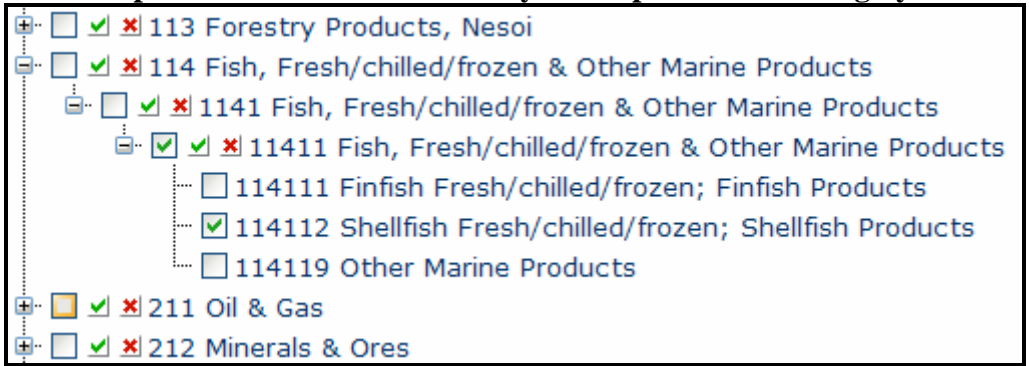 113 Forestry Products, Nesoi
114 Fish, Fresh/chilled/frozen & Other Marine Products
1141 Fish, Fresh/chilled/frozen & Other Marine Products
11411 Fish, Fresh/chilled/frozen & Other Marine Products
114111 Finfish Fresh/chilled/frozen; Finfish Products
114112 Shellfish Fresh/chilled/frozen; Shellfish Products
114119 Other Marine Products
211 Oil & Gas
212 Minerals & Ores